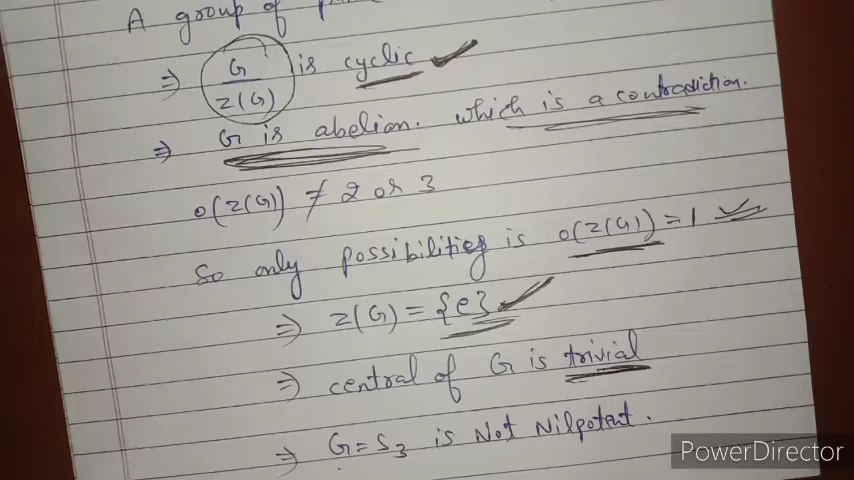 A group of
⇒ G/Z(G) is cyclic ✓
⇒ G is abelian. which is a contradiction.
o(Z(G)) ≠ 2 or 3
So only possibilities is o(Z(G)) = 1
⇒ Z(G) = {e} ✓
⇒ central of G is trivial
⇒ G = S₃ is Not Nilpotent.
PowerDirector